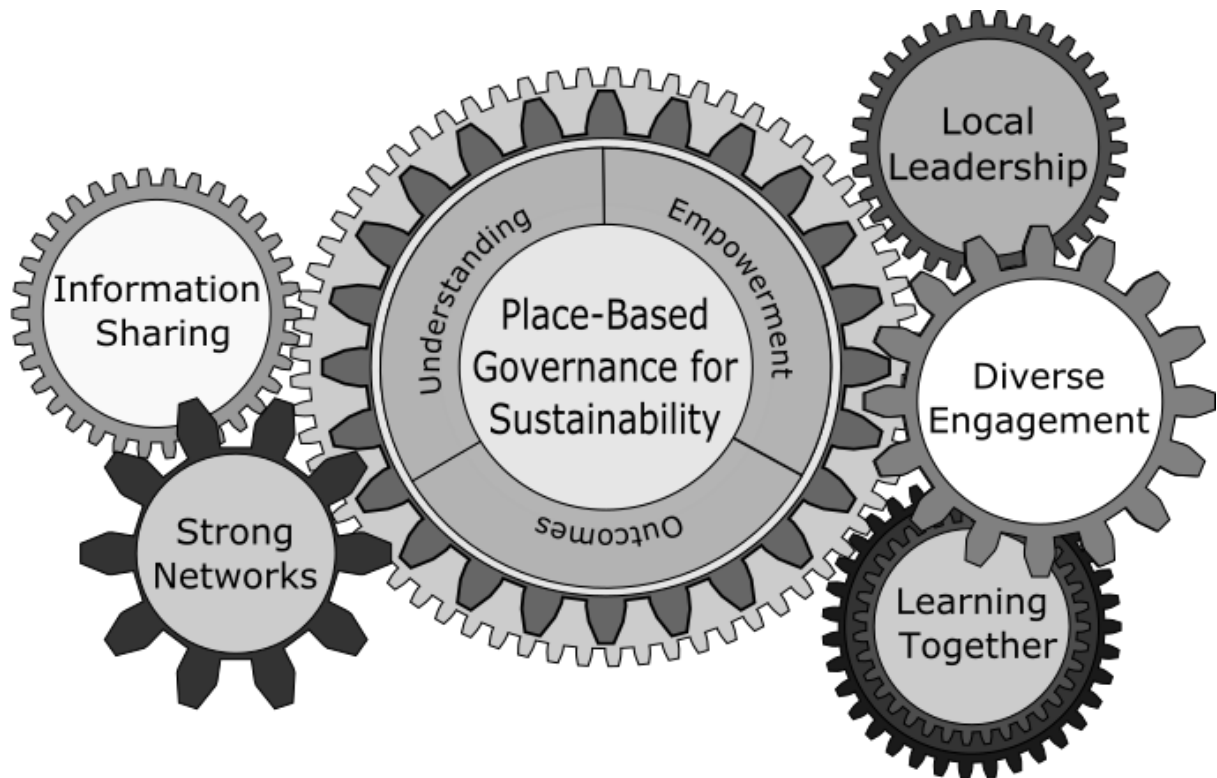 Information
Sharing
Strong
Networks
Understanding
Empowerment
Outcomes
Place-Based
Governance for
Sustainability
Local
Leadership
Diverse
Engagement
Learning
Together